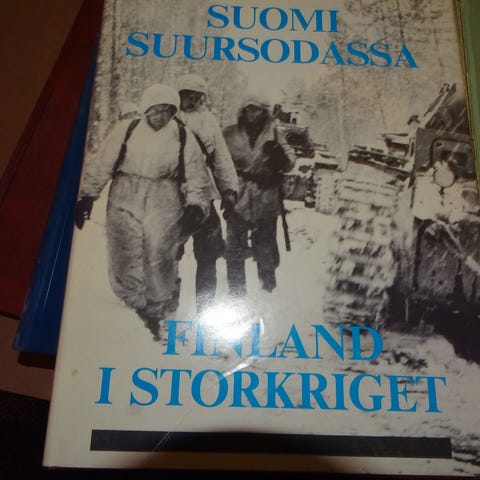 SUOMI
SUURSODASSA
FINLAND
I STORKRIGET